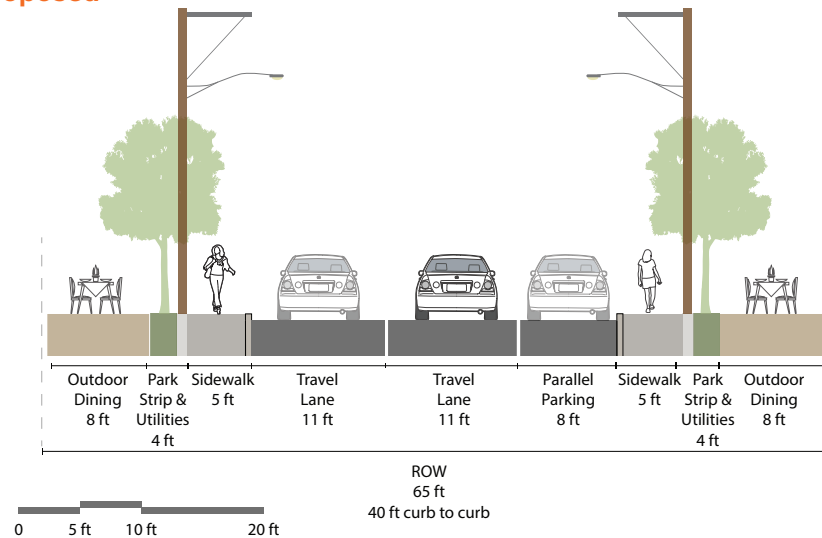 Outdoor
Dining
8 ft
Park
Strip &
Utilities
4 ft
Sidewalk
5 ft
Travel
Lane
11 ft
Travel
Lane
11 ft
Parallel
Parking
8 ft
Sidewalk
5 ft
Park
Strip &
Utilities
4 ft
Outdoor
Dining
8 ft
ROW
65 ft
40 ft curb to curb
0 5 ft 10 ft 20 ft